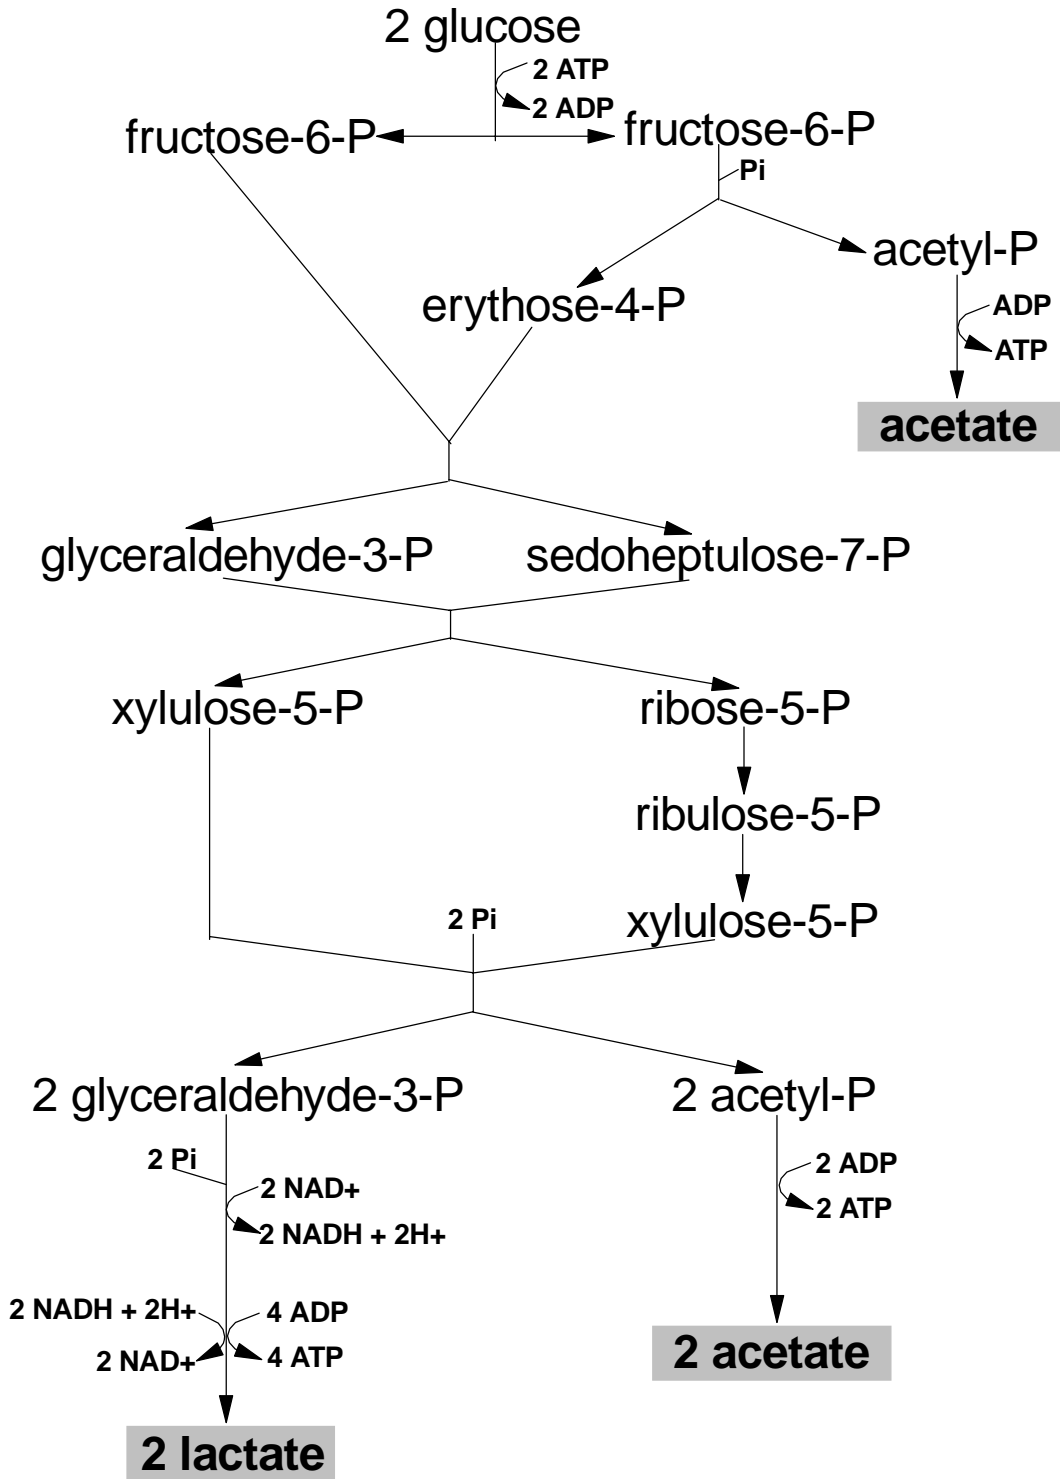 2 glucose
2 ATP
2 ADP
fructose-6-P
fructose-6-P
Pi
acetyl-P
erythose-4-P
ADP
ATP
acetate
glyceraldehyde-3-P
sedoheptulose-7-P
xylulose-5-P
ribose-5-P
ribulose-5-P
2 Pi
xylulose-5-P
2 glyceraldehyde-3-P
2 acetyl-P
2 Pi
2 NAD+
2 NADH + 2H+
2 ADP
2 ATP
2 NADH + 2H+
4 ADP
2 NAD+
4 ATP
2 acetate
2 lactate